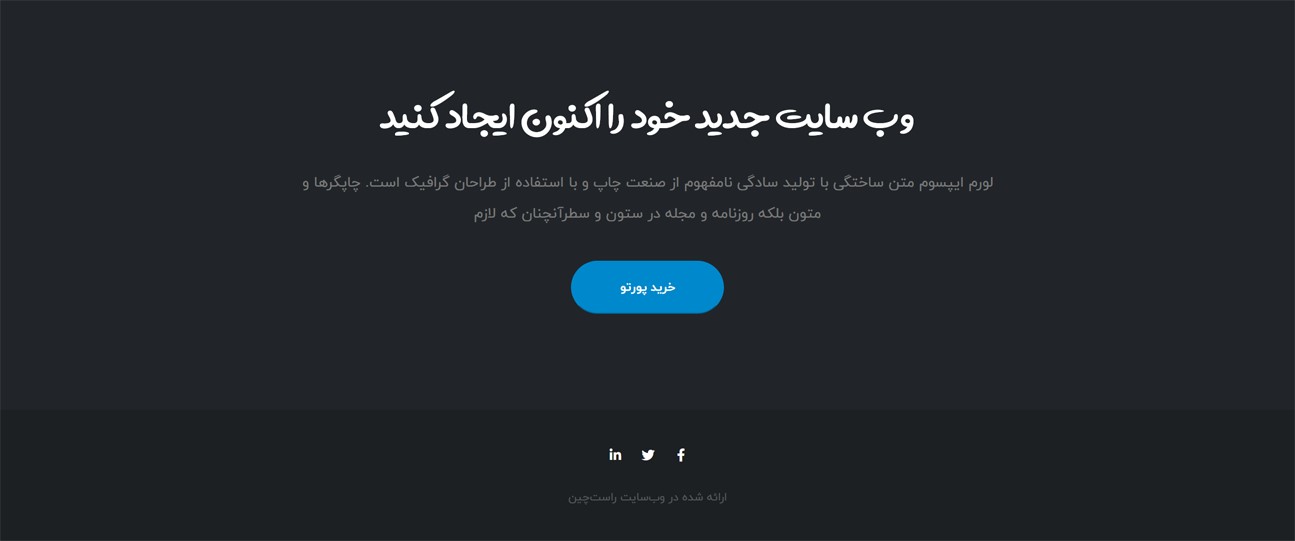 وب سایت جدید خود را اکنون ایجاد کنید
لورم ایپسوم متن ساختگی با تولید سادگی نامفهوم از صنعت چاپ و با استفاده از طراحان گرافیک است. چاپگرها و
متون بلکه روزنامه و مجله در ستون و سطرآنچنان که لازم
خرید پورتو
ارائه شده در وب‌سایت راست‌چین